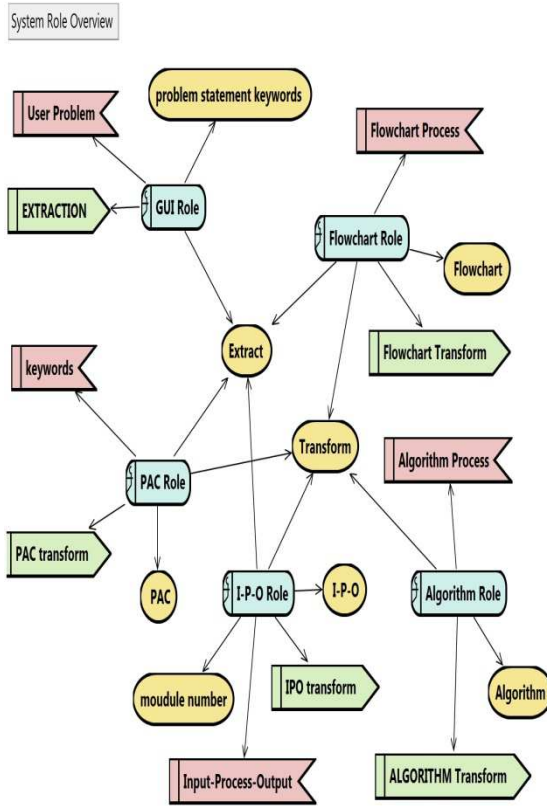 System Role Overview
problem statement keywords
User Problem
Flowchart Process
EXTRACTION
GUI Role
Flowchart Role
Flowchart
Extract
Flowchart Transform
keywords
Transform
Algorithm Process
PAC Role
PAC transform
PAC
I-P-O Role
I-P-O
Algorithm Role
moudule number
IPO transform
Algorithm
Input-Process-Output
ALGORITHM Transform